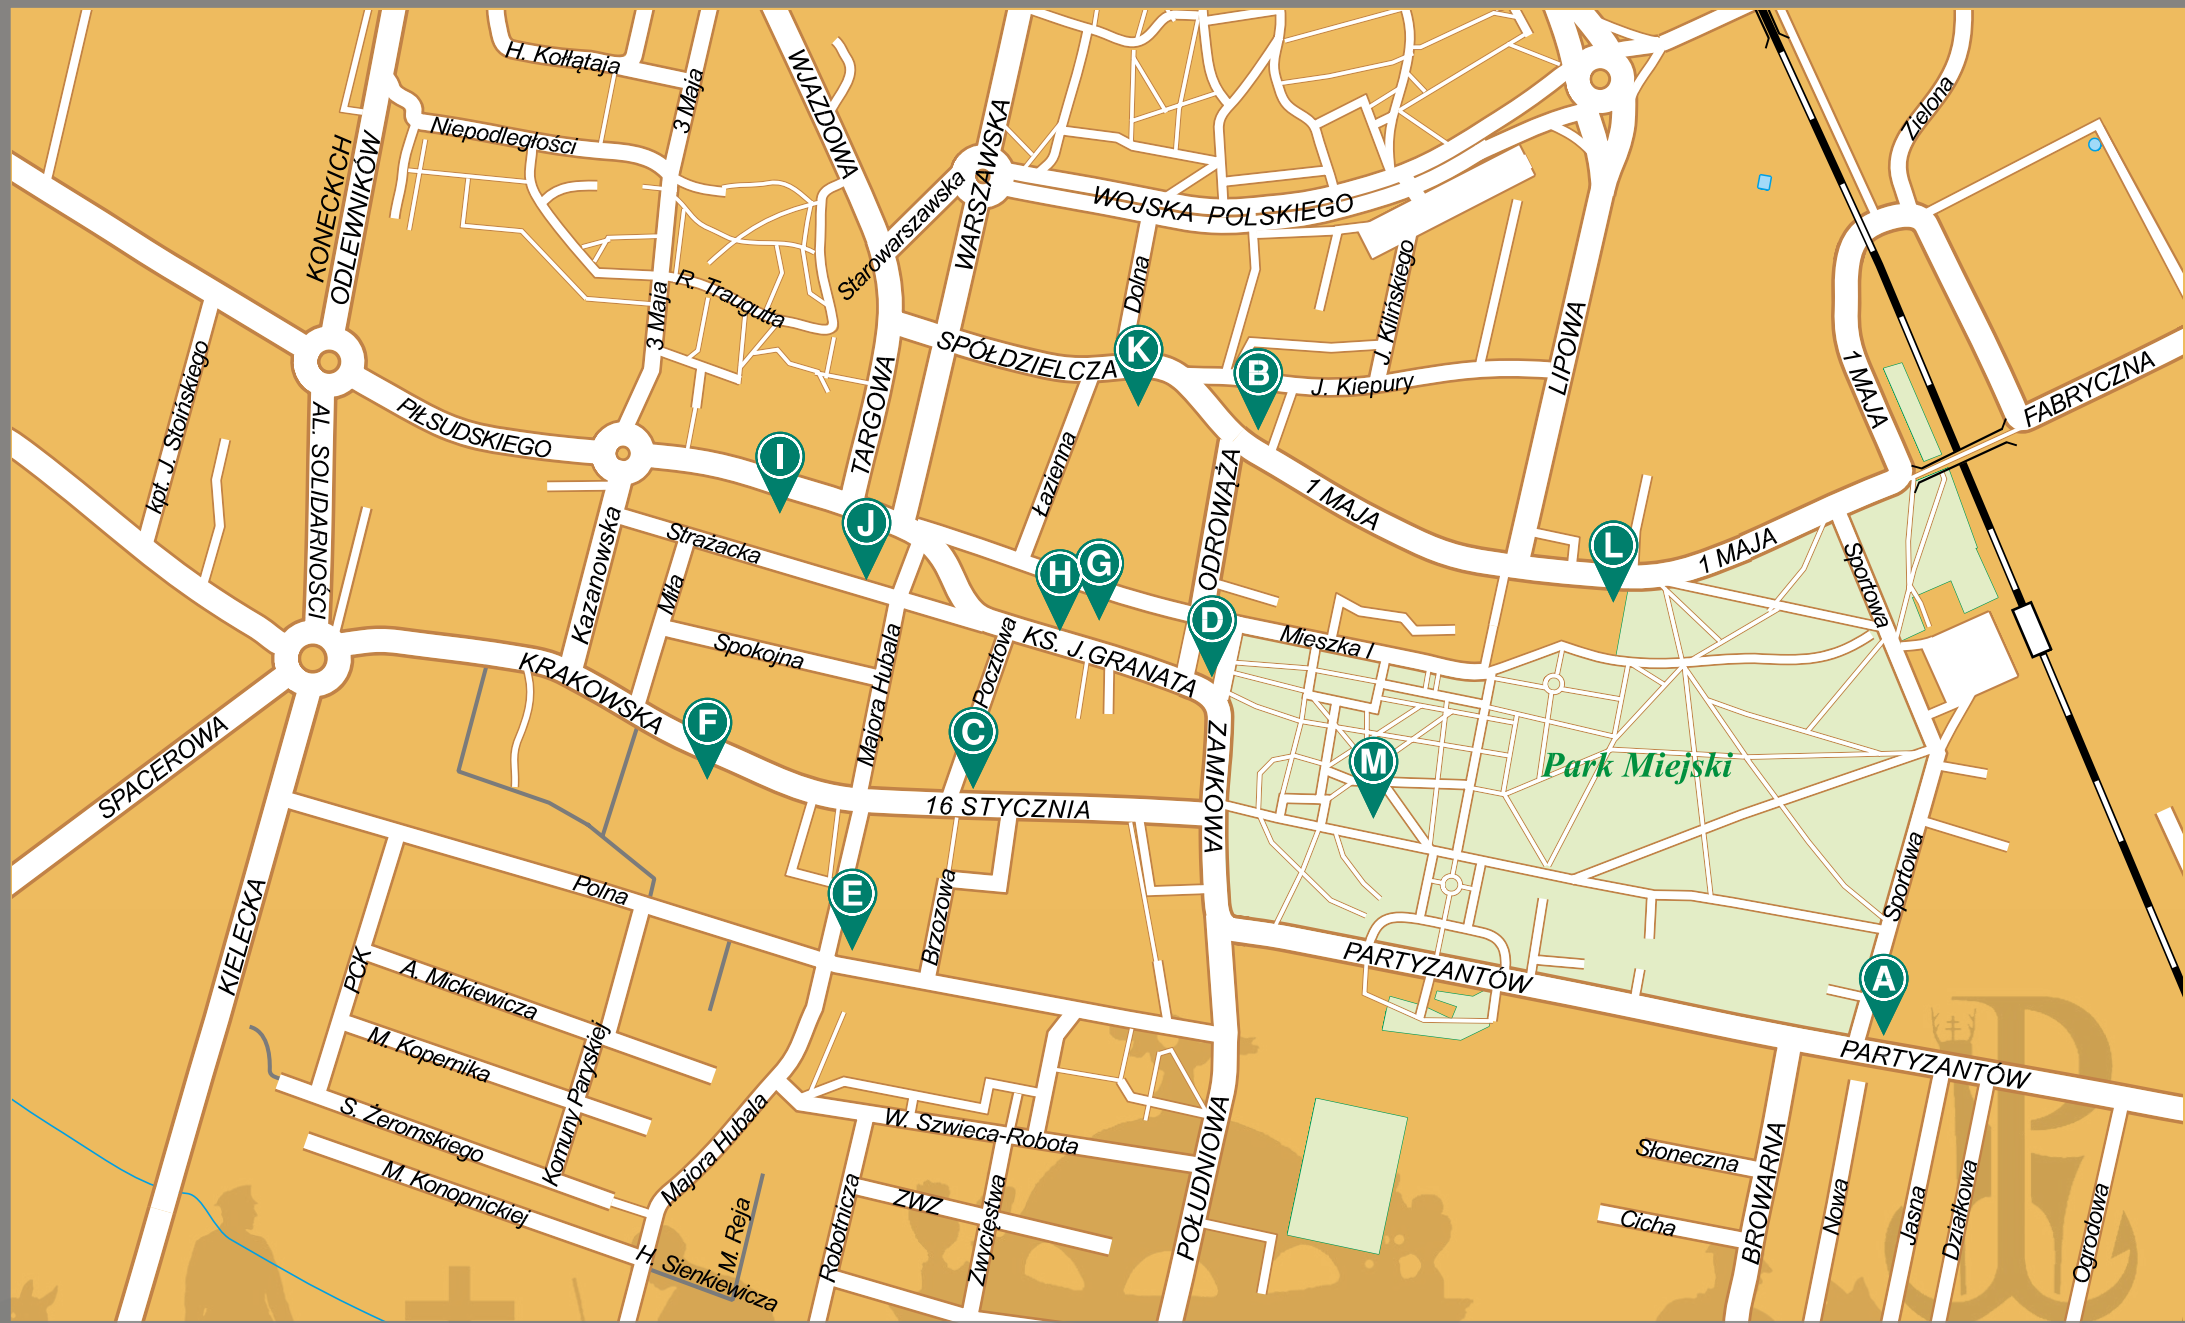 H. Kołłątaja
3 Maja
WJAZDOWA
Niepodległości
KONECKICH
ODLEWNIKÓW
WARSZAWSKA
Zielona
Starowarszawska
WOJSKA POLSKIEGO
R. Traugutta
3 Maja
Dolna
J. Kilińskiego
LIPOWA
kpt. J. Stoińskiego
SPÓŁDZIELCZA
K
B
J. Kiepury
1 MAJA
FABRYCZNA
AL. SOLIDARNOŚCI
PIŁSUDSKIEGO
TARGOWA
I
Łazienna
ODROWĄŻA
1 MAJA
J
Strażacka
Kazanowska
Miła
H
G
L
1 MAJA
Sportowa
D
Mieszka I
KS. J.GRANATA
Pocztowa
Spokojna
Majora Hubala
KRAKOWSKA
F
C
SPACEROWA
ZAMKOWA
M
Park Miejski
16 STYCZNIA
Sportowa
KIELECKA
Polna
E
Brzozowa
PCK
A. Mickiewicza
PARTYZANTÓW
A
M. Kopernika
Komuny Paryskiej
PARTYZANTÓW
S. Żeromskiego
Majora Hubala
W. Szwieca-Robota
POŁUDNIOWA
M. Konopnickiej
Robotnicza
ZWZ
Zwycięstwa
M. Reja
H. Sienkiewicza
Słoneczna
Cicha
BROWARNA
Nowa
Jasna
Działkowa
Ogrodowa